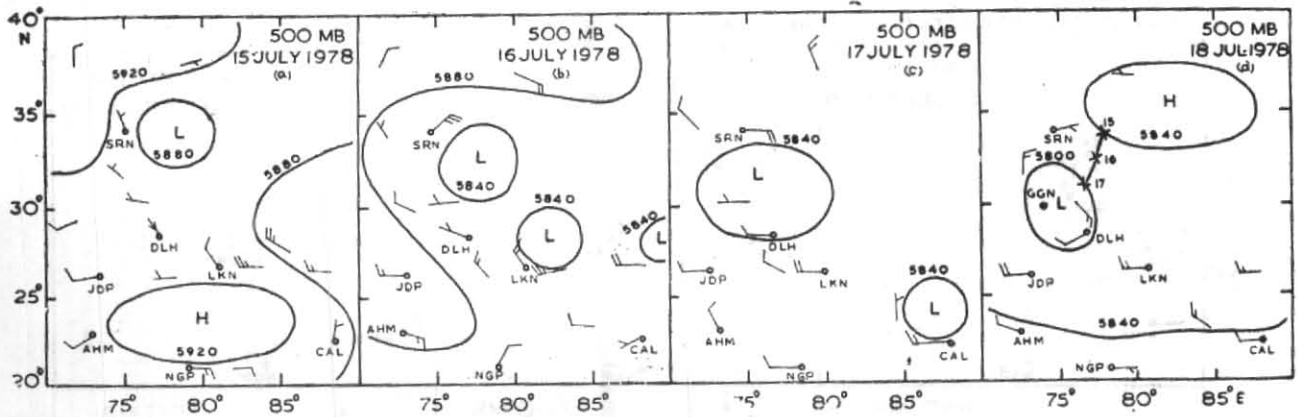 40°
N
35°
30°
25°
20°
500 MB
15 JULY 1978
(a)
5920
SRN
L
5880
5880
DLH
LKN
JDP
H
AHM
5920
CAL
NGP
75° 80° 85°
500 MB
16 JULY 1978
(b)
5880
SRN
L
5840
5840
L
5840
DLH
LKN
JDP
AHM
CAL
NGP
75° 80° 85°
500 MB
17 JULY 1978
(c)
SRN
5840
L
DLH
JDP
LKN
5840
L
AHM
CAL
NGP
75° 80° 85°
500 MB
18 JUL 1978
(d)
H
5840
SRN
15
5800
16
17
GGN
L
DLH
JDP
LKN
5840
AHM
CAL
NGP
75° 80° 85° E